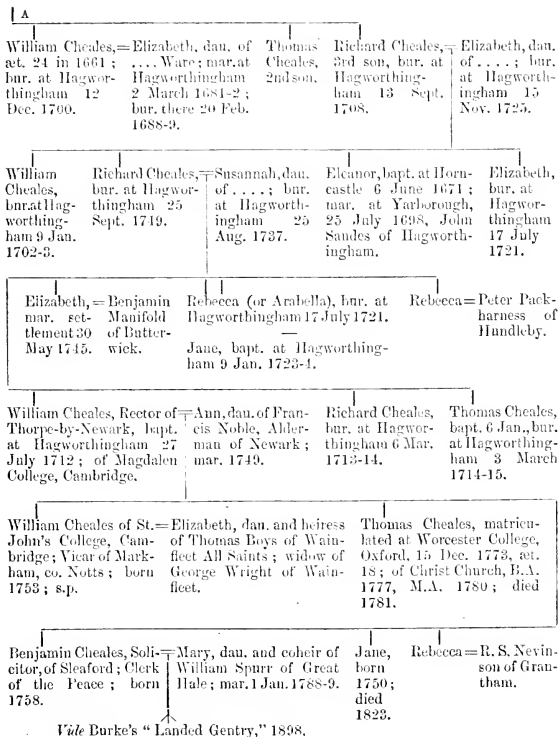 A
William Cheales,= Elizabeth, dau. of
æt. 24 in 1661 ; .... Ware; mar. at
bur. at Hagwor- Hagworthingham
thingham 12 2 March 1681-2 ;
Dec. 1700. bur. there 20 Feb.
1688-9.
Thomas
Cheales,
2nd son.
Richard Cheales,=
3rd son, bur. at
Hagworthing-
ham 13 Sept.
1708.
Elizabeth, dau.
of ....; bur.
at Hagworth-
ingham 15
Nov. 1725.
William
Cheales,
bur. at Hag-
worthing-
ham 9 Jan.
1702-3.
Richard Cheales,=
bur. at Hagwor-
thingham 25
Sept. 1749.
Susannah, dau.
of ....; bur.
at Hagworth-
ingham 25
Aug. 1737.
Eleanor, bapt. at Horn-
castle 6 June 1671 ;
mar. at Yarborough,
25 July 1698, John
Sandes of Hagworth-
ingham.
Elizabeth,
bur. at
Hagwor-
thingham
17 July
1721.
Elizabeth, =
mar. set-
tlement 30
May 1745.
Benjamin
Manifold
of Butter-
wick.
Rebecca (or Arabella), bur. at
Hagworthingham 17 July 1721.
—
Jane, bapt. at Hagworthing-
ham 9 Jan. 1723-4.
Rebecca = Peter Pack-
harness of
Hundleby.
William Cheales, Rector of=
Thorpe-by-Newark, bapt.
at Hagworthingham 27
July 1712 ; of Magdalen
College, Cambridge.
Ann, dau. of Fran-
cis Noble, Alder-
man of Newark ;
mar. 1749.
Richard Cheales,
bur. at Hagwor-
thingham 6 Mar.
1713-14.
Thomas Cheales,
bapt. 6 Jan., bur.
at Hagworthing-
ham 3 March
1714-15.
William Cheales of St.=
John's College, Cam-
bridge; Vicar of Mark-
ham, co. Notts ; born
1753 ; s.p.
Elizabeth, dau. and heiress
of Thomas Boys of Wain-
fleet All Saints ; widow of
George Wright of Wain-
fleet.
Thomas Cheales, matricu-
lated at Worcester College,
Oxford, 15 Dec. 1773, æt.
18 ; of Christ Church, B.A.
1777, M.A. 1780 ; died
1781.
Benjamin Cheales, Soli-=
citor, of Sleaford ; Clerk
of the Peace ; born
1758.
Mary, dau. and coheir of
William Spurr of Great
Hale; mar. 1 Jan. 1788-9.
Jane,
born
1750 ;
died
1823.
Rebecca = R. S. Nevin-
son of Gran-
tham.
Vide Burke's “ Landed Gentry,” 1898.